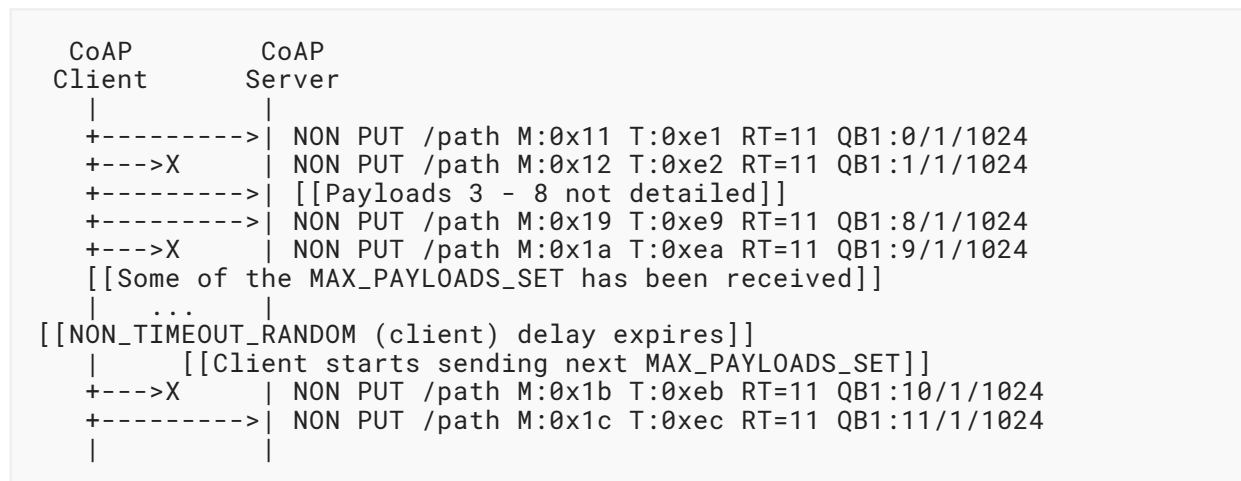 CoAP        CoAP
 Client      Server
   |          |
   +--------->| NON PUT /path M:0x11 T:0xe1 RT=11 QB1:0/1/1024
   +--->X     | NON PUT /path M:0x12 T:0xe2 RT=11 QB1:1/1/1024
   +--------->| [[Payloads 3 - 8 not detailed]]
   +--------->| NON PUT /path M:0x19 T:0xe9 RT=11 QB1:8/1/1024
   +--->X     | NON PUT /path M:0x1a T:0xea RT=11 QB1:9/1/1024
   [[Some of the MAX_PAYLOADS_SET has been received]]
   |   ...    |
[[NON_TIMEOUT_RANDOM (client) delay expires]]
   |     [[Client starts sending next MAX_PAYLOADS_SET]]
   +--->X     | NON PUT /path M:0x1b T:0xeb RT=11 QB1:10/1/1024
   +--------->| NON PUT /path M:0x1c T:0xec RT=11 QB1:11/1/1024
   |          |